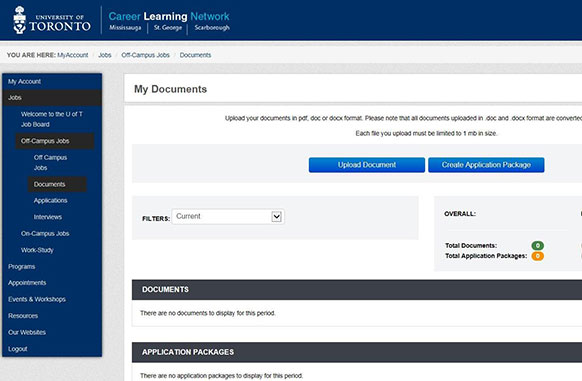 UNIVERSITY OF
TORONTO
Career Learning Network
Mississauga St. George Scarborough
YOU ARE HERE: MyAccount / Jobs / Off-Campus Jobs / Documents
My Account
Jobs
Welcome to the U of T
Job Board
Off-Campus Jobs
Off Campus
Jobs
Documents
Applications
Interviews
On-Campus Jobs
Work-Study
Programs
Appointments
Events & Workshops
Resources
Our Websites
Logout
My Documents
Upload your documents in pdf, doc or docx format. Please note that all documents uploaded in .doc and .docx format are converted
Each file you upload must be limited to 1 mb in size.
Upload Document Create Application Package
FILTERS: Current
OVERALL:
Total Documents: 0
Total Application Packages: 0
DOCUMENTS
There are no documents to display for this period.
APPLICATION PACKAGES
There are no application packages to display for this period.